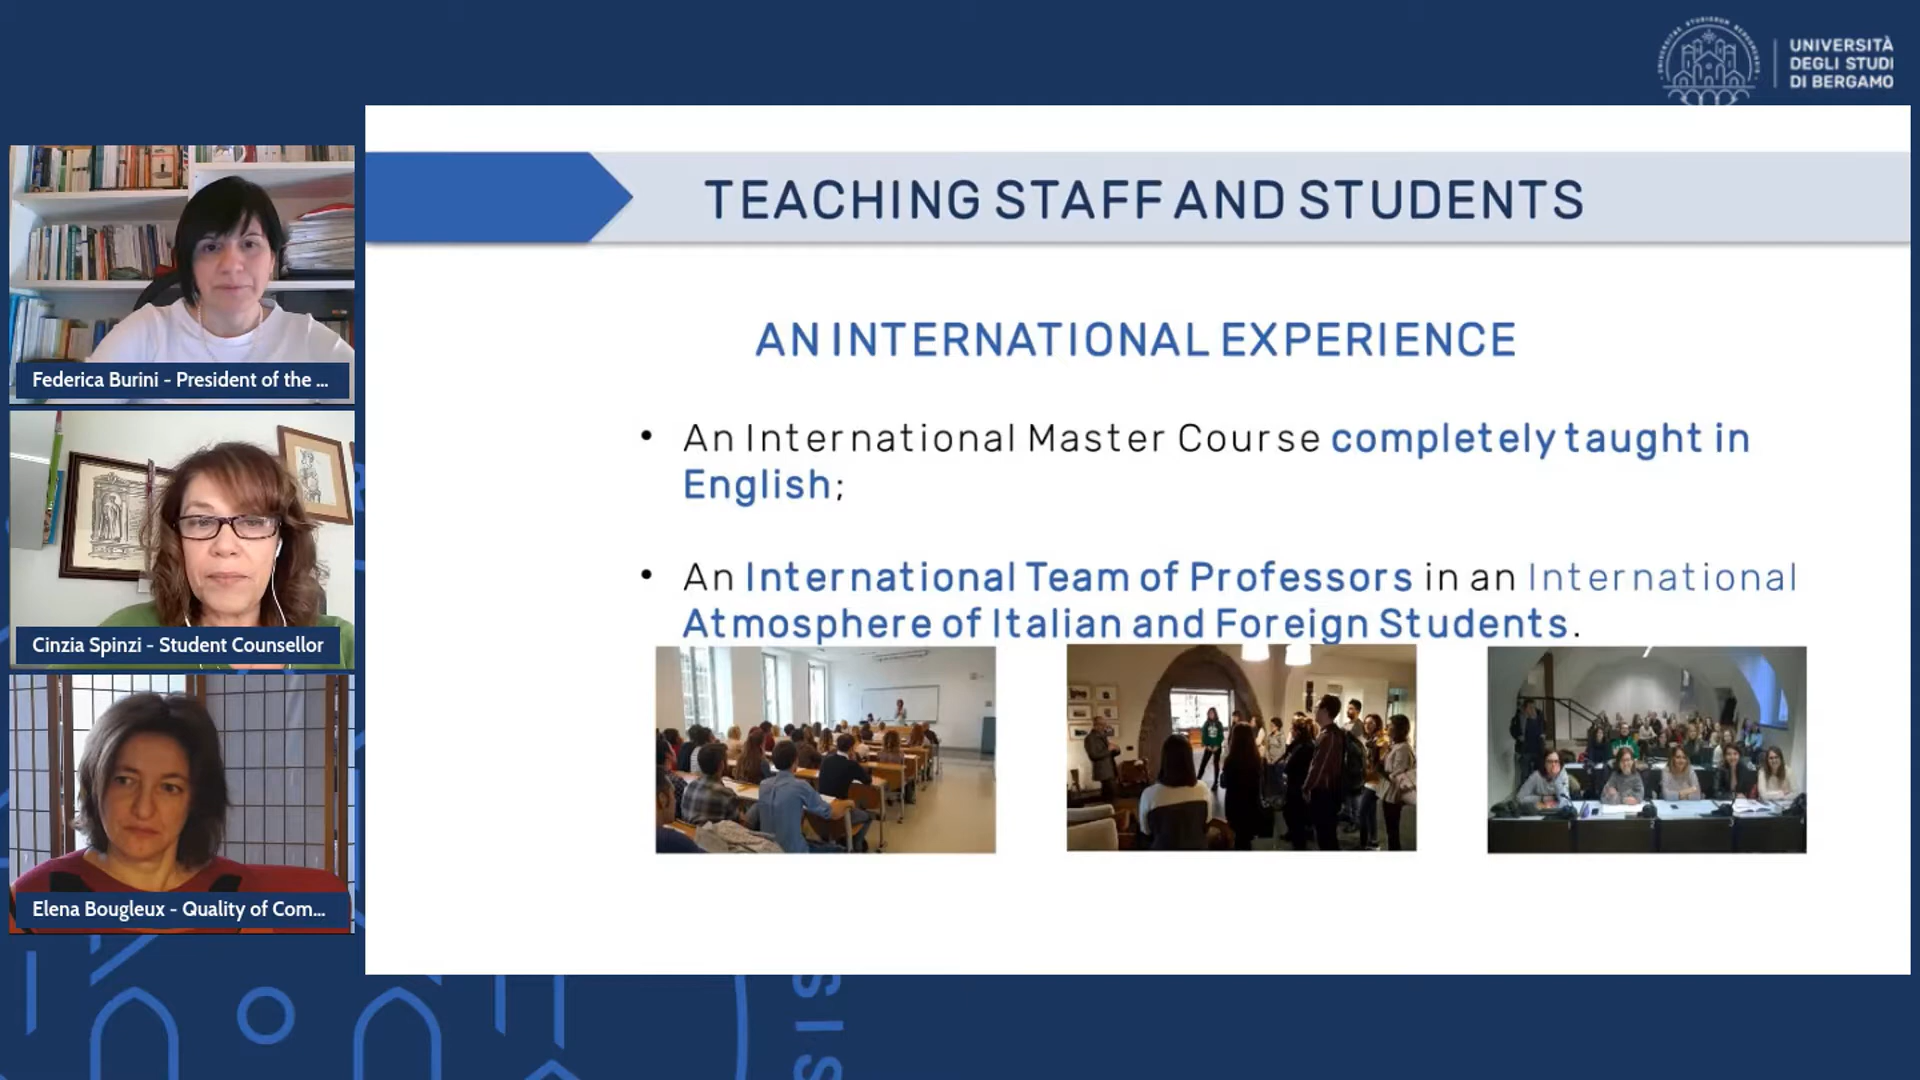 UNIVERSITÀ
DEGLI STUDI
DI BERGAMO
TEACHING STAFF AND STUDENTS
AN INTERNATIONAL EXPERIENCE
• An International Master Course completely taught in
English;
• An International Team of Professors in an International
Atmosphere of Italian and Foreign Students.
Federica Burini - President of the ...
Cinzia Spinzi - Student Counsellor
Elena Bougleux - Quality of Com...
SIS